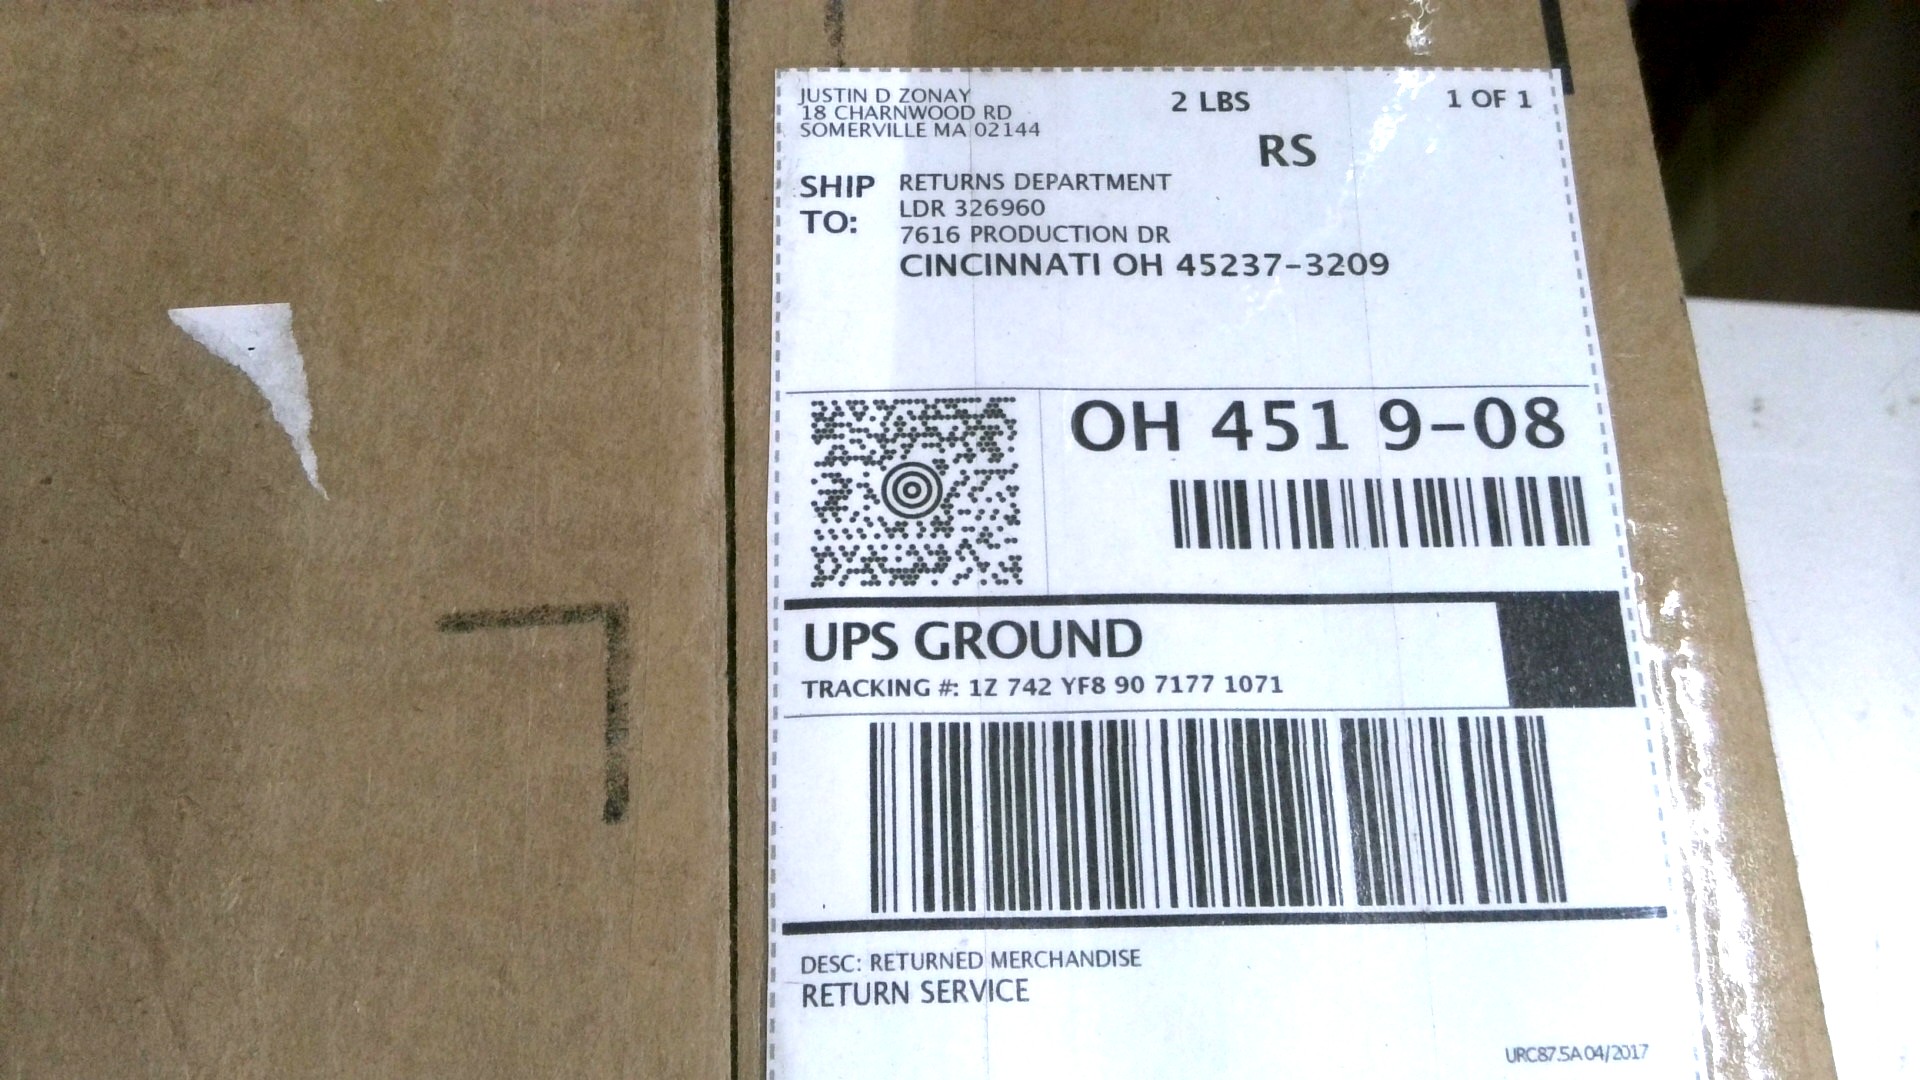 JUSTIN D ZONAY
18 CHARNWOOD RD
SOMERVILLE MA 02144
2 LBS
1 OF 1
RS
SHIP TO:
RETURNS DEPARTMENT
LDR 326960
7616 PRODUCTION DR
CINCINNATI OH 45237-3209
OH 451 9-08
UPS GROUND
TRACKING #: 1Z 742 YF8 90 7177 1071
DESC: RETURNED MERCHANDISE
RETURN SERVICE
URC87.5A 04/2017